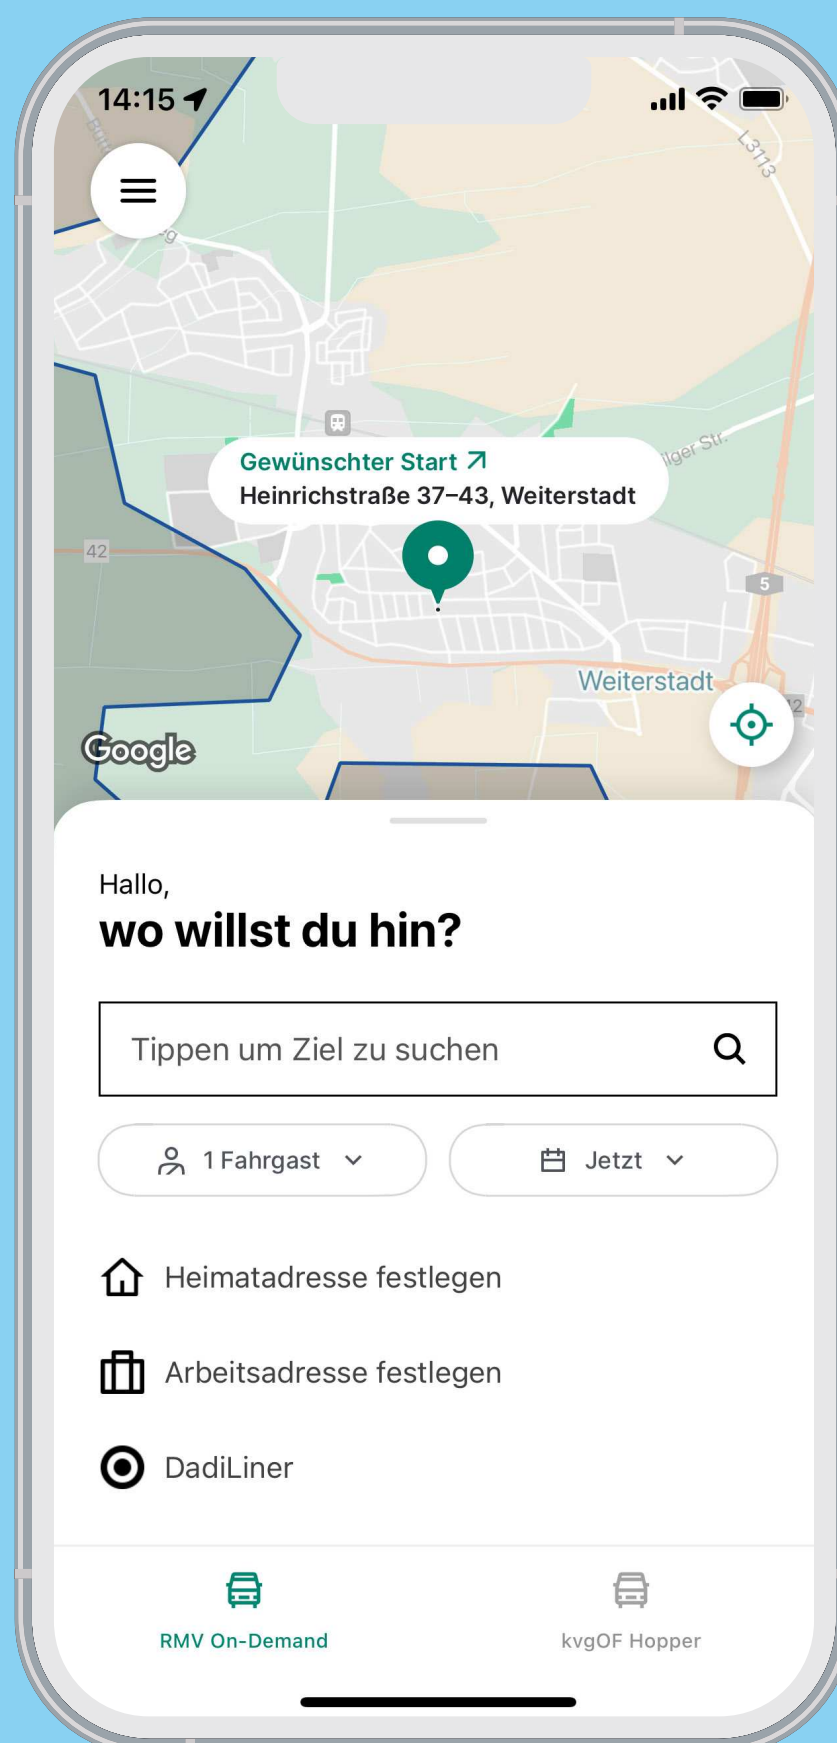 14:15
L3113
Gewünschter Start
Heinrichstraße 37–43, Weiterstadt
42
5
Weiterstadt
Google
Hallo,
wo willst du hin?
Tippen um Ziel zu suchen
1 Fahrgast
Jetzt
Heimatadresse festlegen
Arbeitsadresse festlegen
DadiLiner
RMV On-Demand
kvgOF Hopper